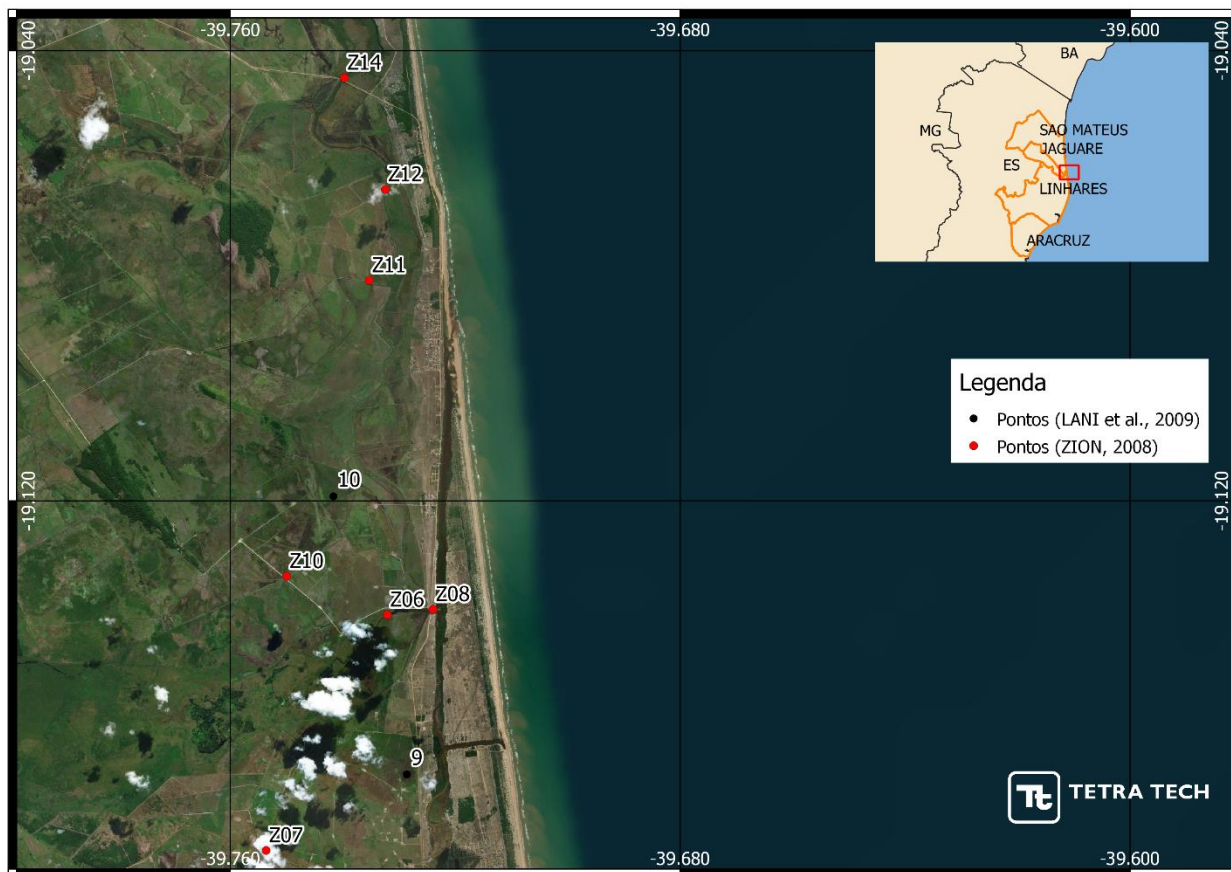 -39.760
-39.680
-39.600
-19.040
-19.040
Z14
Z12
Z11
BA
MG
SAO MATEUS
JAGUARE
ES
LINHARES
ARACRUZ
Legenda
Pontos (LANI et al., 2009)
Pontos (ZION, 2008)
10
-19.120
-19.120
Z10
Z06
Z08
9
Z07
Tt TETRA TECH
-39.760
-39.680
-39.600